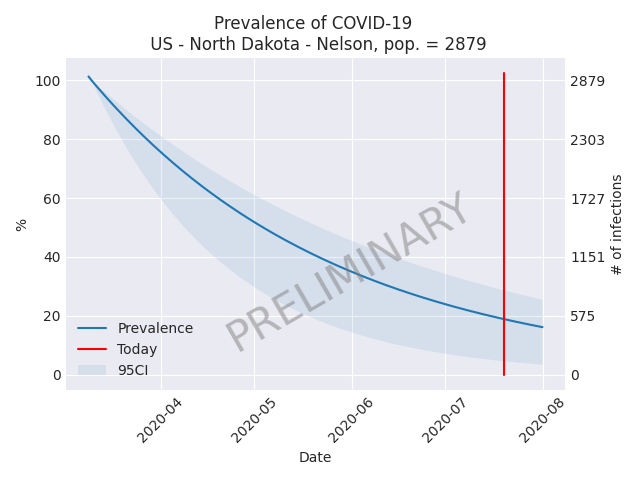 Prevalence of COVID-19
US - North Dakota - Nelson, pop. = 2879
100
80
60
40
20
0
%
2879
2303
1727
1151
575
0
# of infections
PRELIMINARY
Prevalence
Today
95CI
2020-04
2020-05
2020-06
2020-07
2020-08
Date